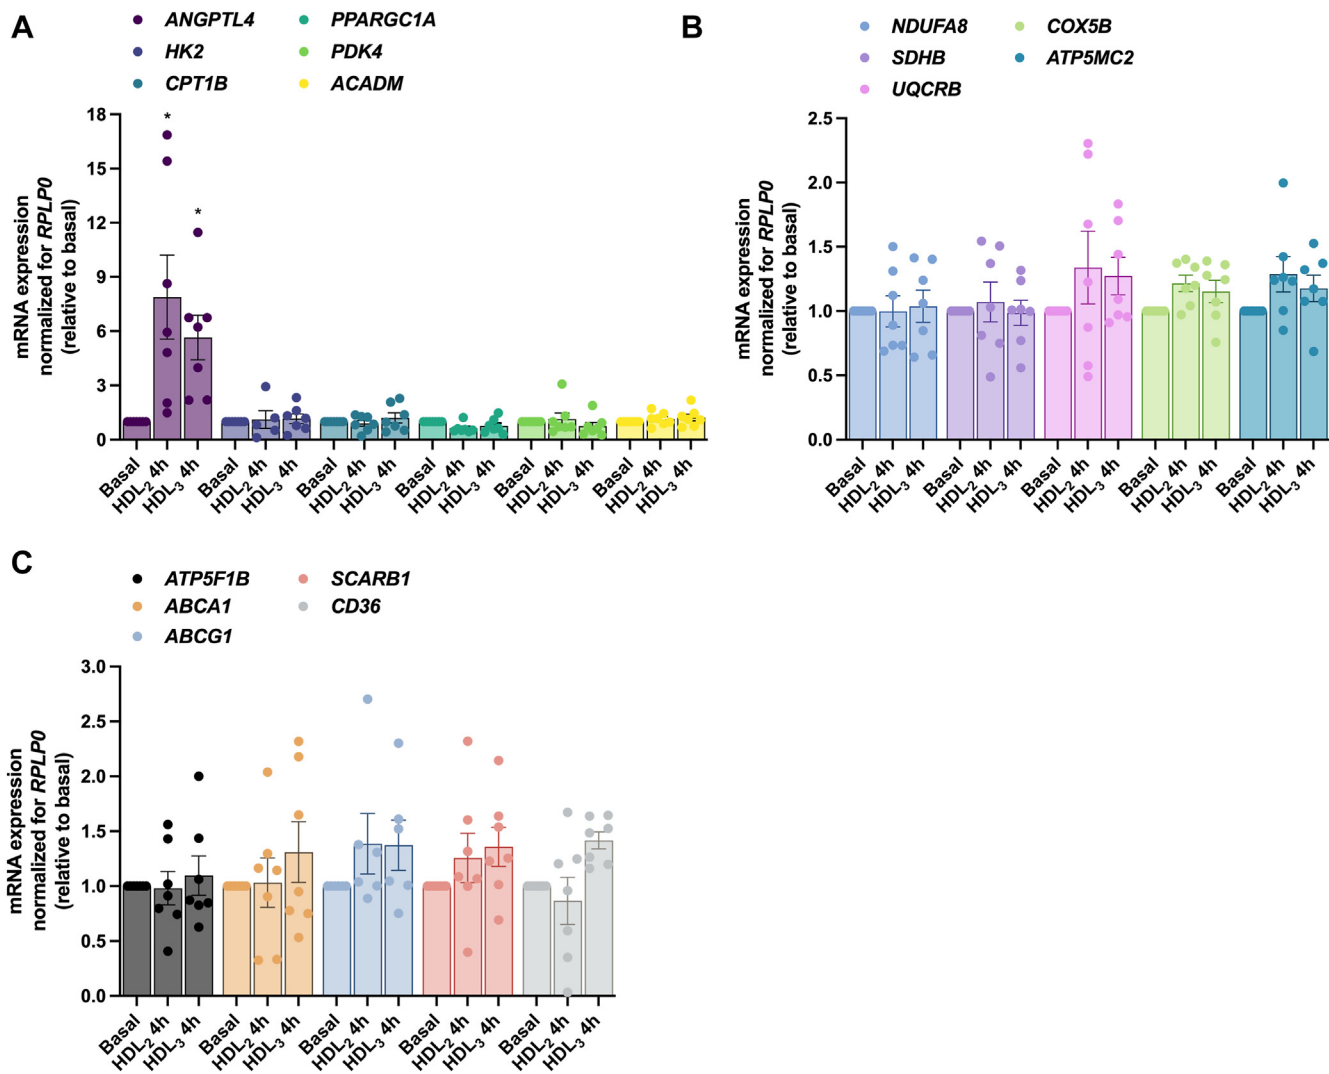 A
ANGPTL4 PPARGC1A
HK2 PDK4
CPT1B ACADM
mRNA expression
normalized for RPLP0
(relative to basal)
18
15
12
9
6
3
0
*
*
Basal HDL2 4h HDL3 4h Basal HDL2 4h HDL3 4h Basal HDL2 4h HDL3 4h Basal HDL2 4h HDL3 4h Basal HDL2 4h HDL3 4h Basal HDL2 4h HDL3 4h
B
NDUFA8 COX5B
SDHB ATP5MC2
UQCRB
mRNA expression
normalized for RPLP0
(relative to basal)
2.5
2.0
1.5
1.0
0.5
0.0
Basal HDL2 4h HDL3 4h Basal HDL2 4h HDL3 4h Basal HDL2 4h HDL3 4h Basal HDL2 4h HDL3 4h Basal HDL2 4h HDL3 4h
C
ATP5F1B SCARB1
ABCA1 CD36
ABCG1
mRNA expression
normalized for RPLP0
(relative to basal)
3.0
2.5
2.0
1.5
1.0
0.5
0.0
Basal HDL2 4h HDL3 4h Basal HDL2 4h HDL3 4h Basal HDL2 4h HDL3 4h Basal HDL2 4h HDL3 4h Basal HDL2 4h HDL3 4h